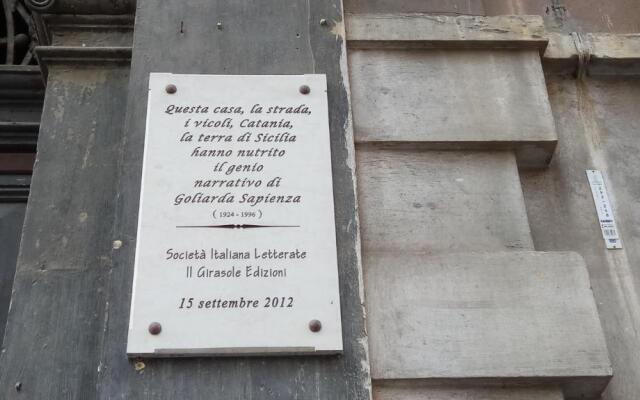 Questa casa, la strada,
i vicoli, Catania,
la terra di Sicilia
hanno nutrito
il genio
narrativo di
Goliarda Sapienza
( 1924 - 1996 )
Società Italiana Letterate
Il Girasole Edizioni
15 settembre 2012